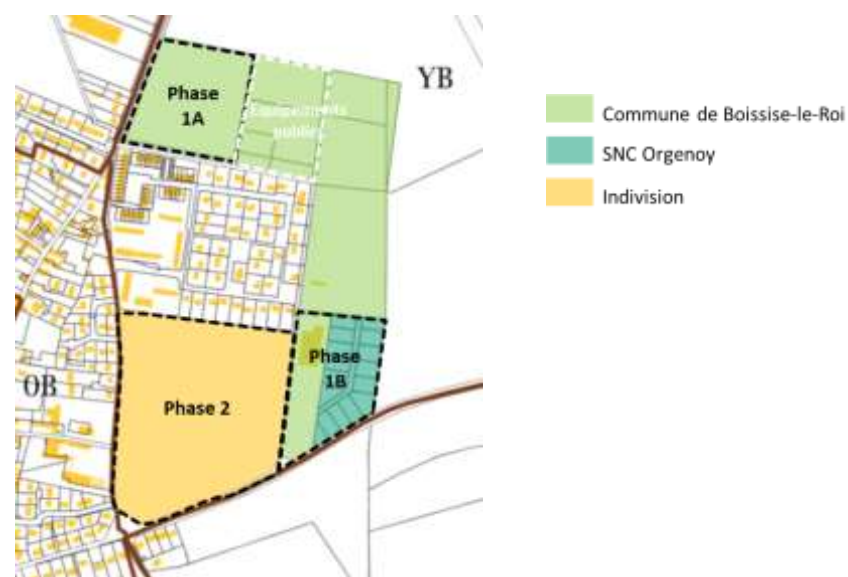 Phase
1A
Equipements
publics
YB
Commune de Boissise-le-Roi
SNC Orgenoy
Indivision
Phase
1B
OB
Phase 2